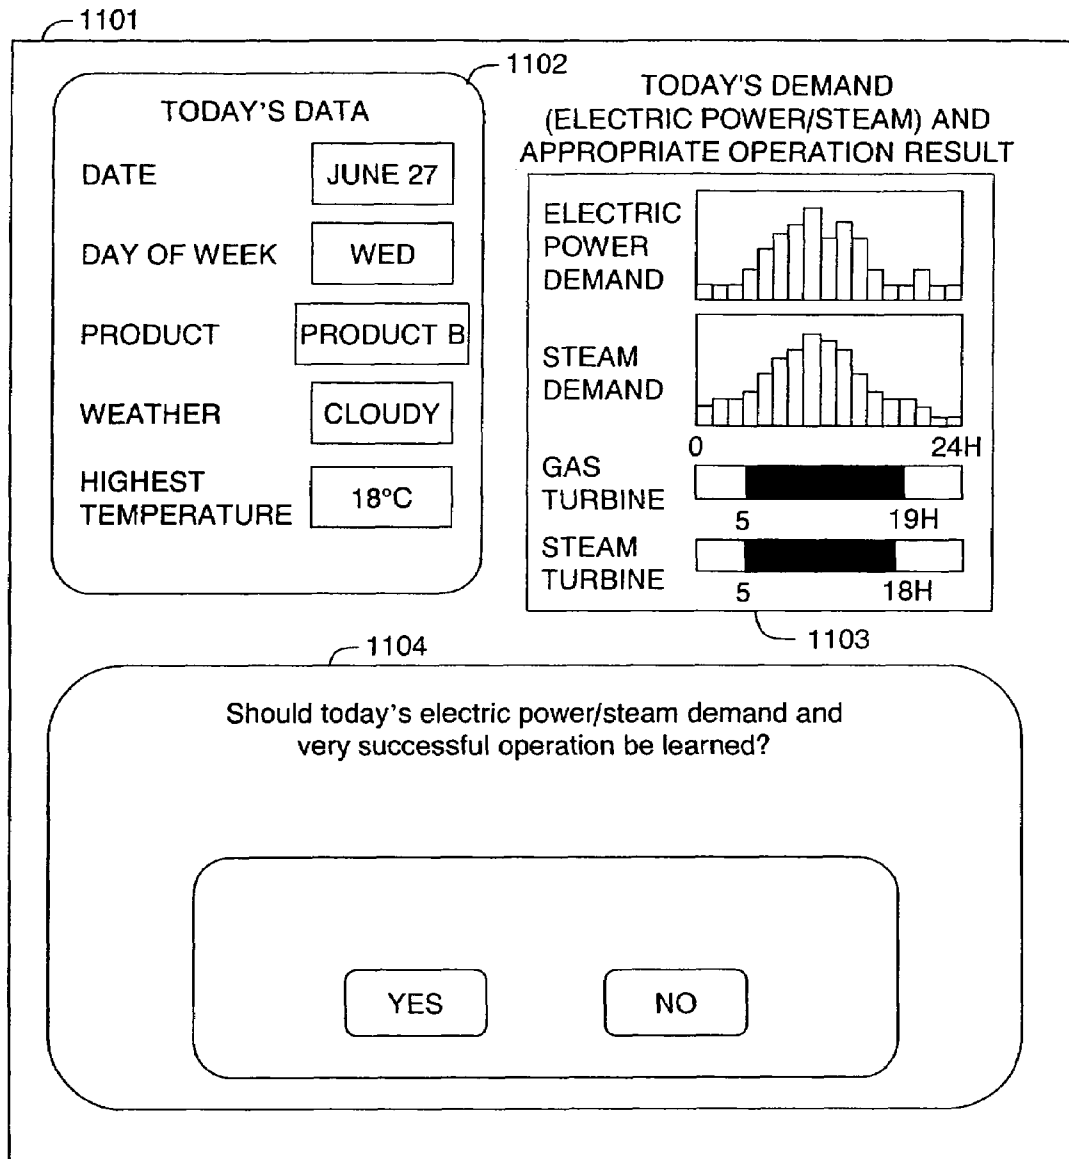 1101
1102
TODAY'S DATA
DATE
JUNE 27
DAY OF WEEK
WED
PRODUCT
PRODUCT B
WEATHER
CLOUDY
HIGHEST
TEMPERATURE
18°C
TODAY'S DEMAND
(ELECTRIC POWER/STEAM) AND
APPROPRIATE OPERATION RESULT
ELECTRIC
POWER
DEMAND
STEAM
DEMAND
0
24H
GAS
TURBINE
5
19H
STEAM
TURBINE
5
18H
1103
1104
Should today's electric power/steam demand and
very successful operation be learned?
YES
NO